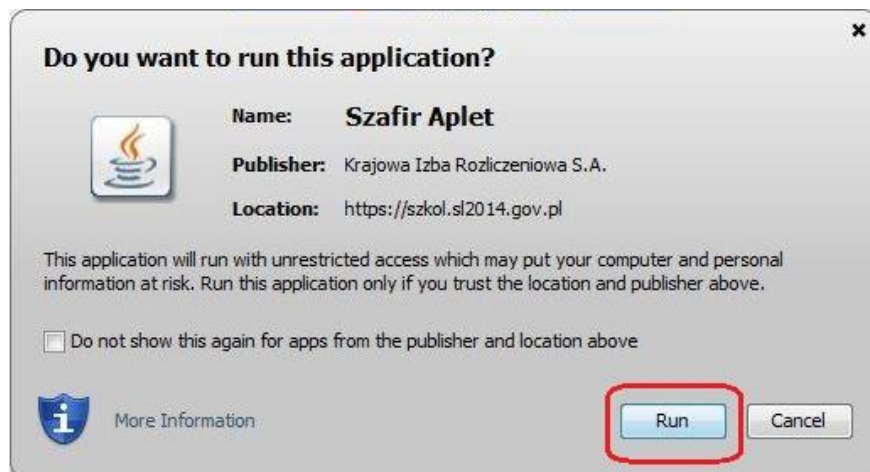 Do you want to run this application?
Name: Szafir Aplet
Publisher: Krajowa Izba Rozliczeniowa S.A.
Location: https://szkol.sl2014.gov.pl
This application will run with unrestricted access which may put your computer and personal
information at risk. Run this application only if you trust the location and publisher above.
Do not show this again for apps from the publisher and location above
More Information
Run
Cancel